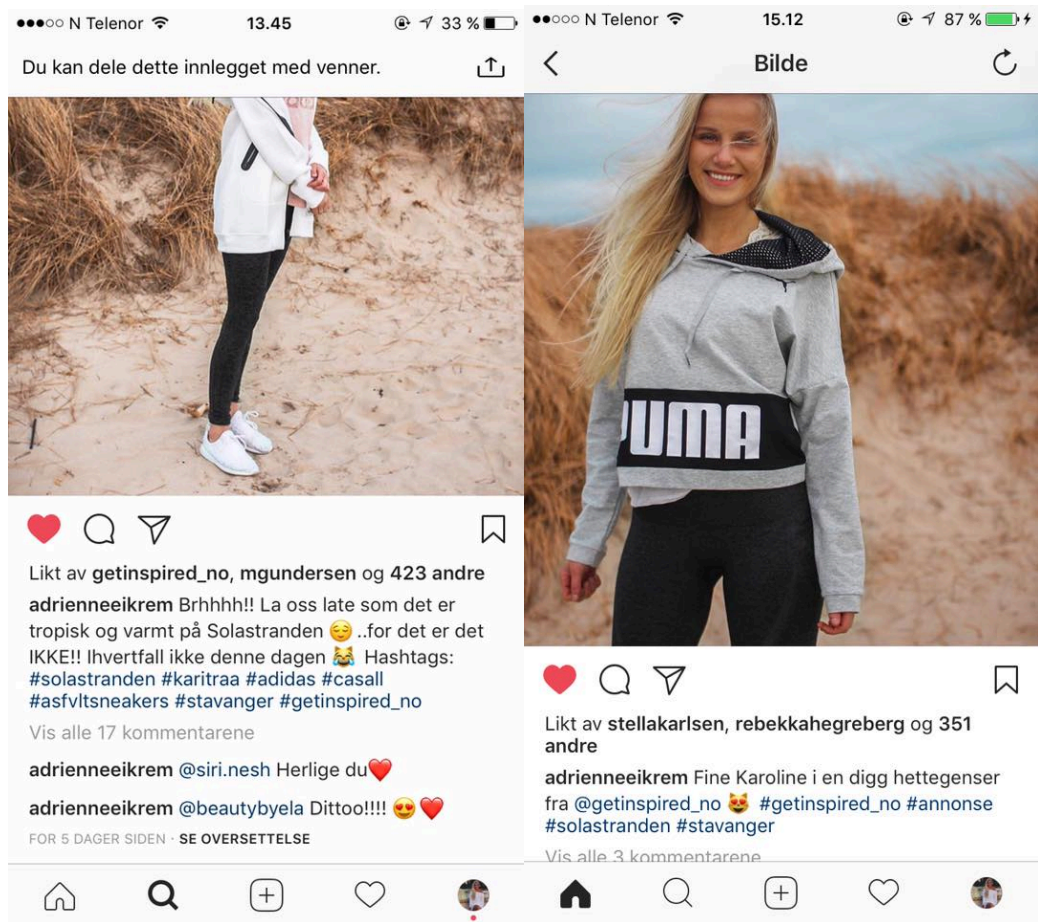 N Telenor 13.45 33 %
Du kan dele dette innlegget med venner.
Likt av getinspired_no, mgundersen og 423 andre
adrienneeikrem Brhhhh!! La oss late som det er
tropisk og varmt på Solastranden 😌 ..for det er det
IKKE!! Ihvertfall ikke denne dagen 😹 Hashtags:
#solastranden #karitraa #adidas #casall
#asfvltsneakers #stavanger #getinspired_no
Vis alle 17 kommentarene
adrienneeikrem @siri.nesh Herlige du❤️
adrienneeikrem @beautybyela Dittoo!!!! 😍 ❤️
FOR 5 DAGER SIDEN · SE OVERSETTELSE
N Telenor 15.12 87 %
Bilde
PUMA
Likt av stellakarlsen, rebekkahegreberg og 351
andre
adrienneeikrem Fine Karoline i en digg hettegenser
fra @getinspired_no 😻 #getinspired_no #annonse
#solastranden #stavanger
Vis alle 3 kommentarene